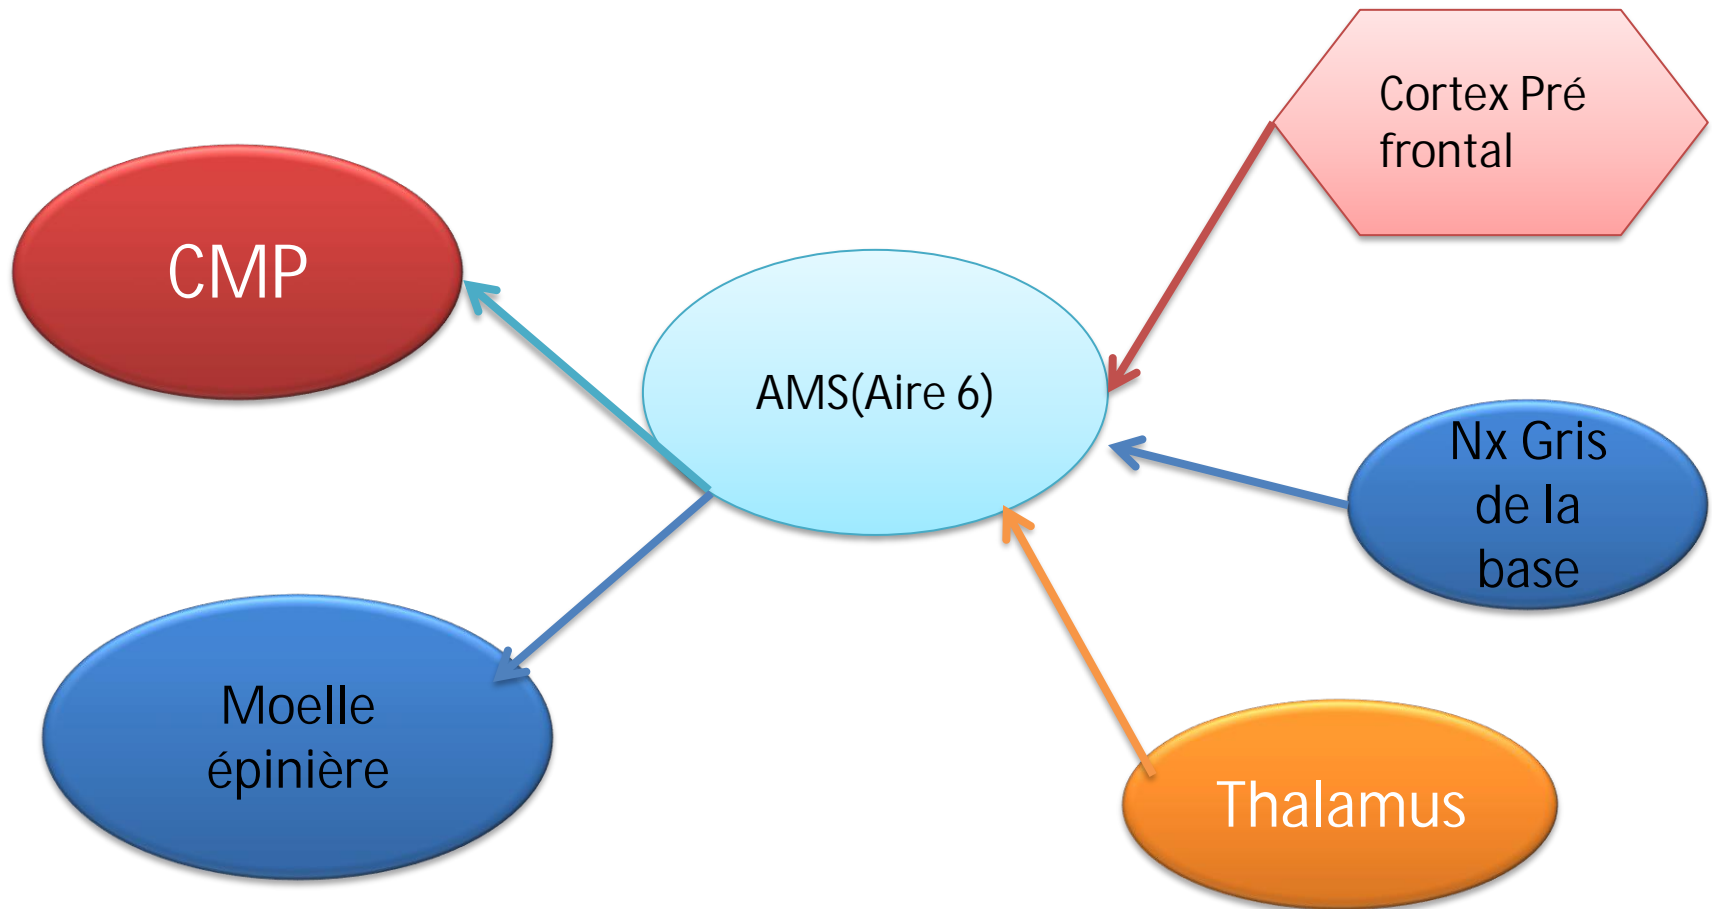 Cortex Pré
frontal
CMP
AMS(Aire 6)
Nx Gris
de la
base
Moelle
épinière
Thalamus